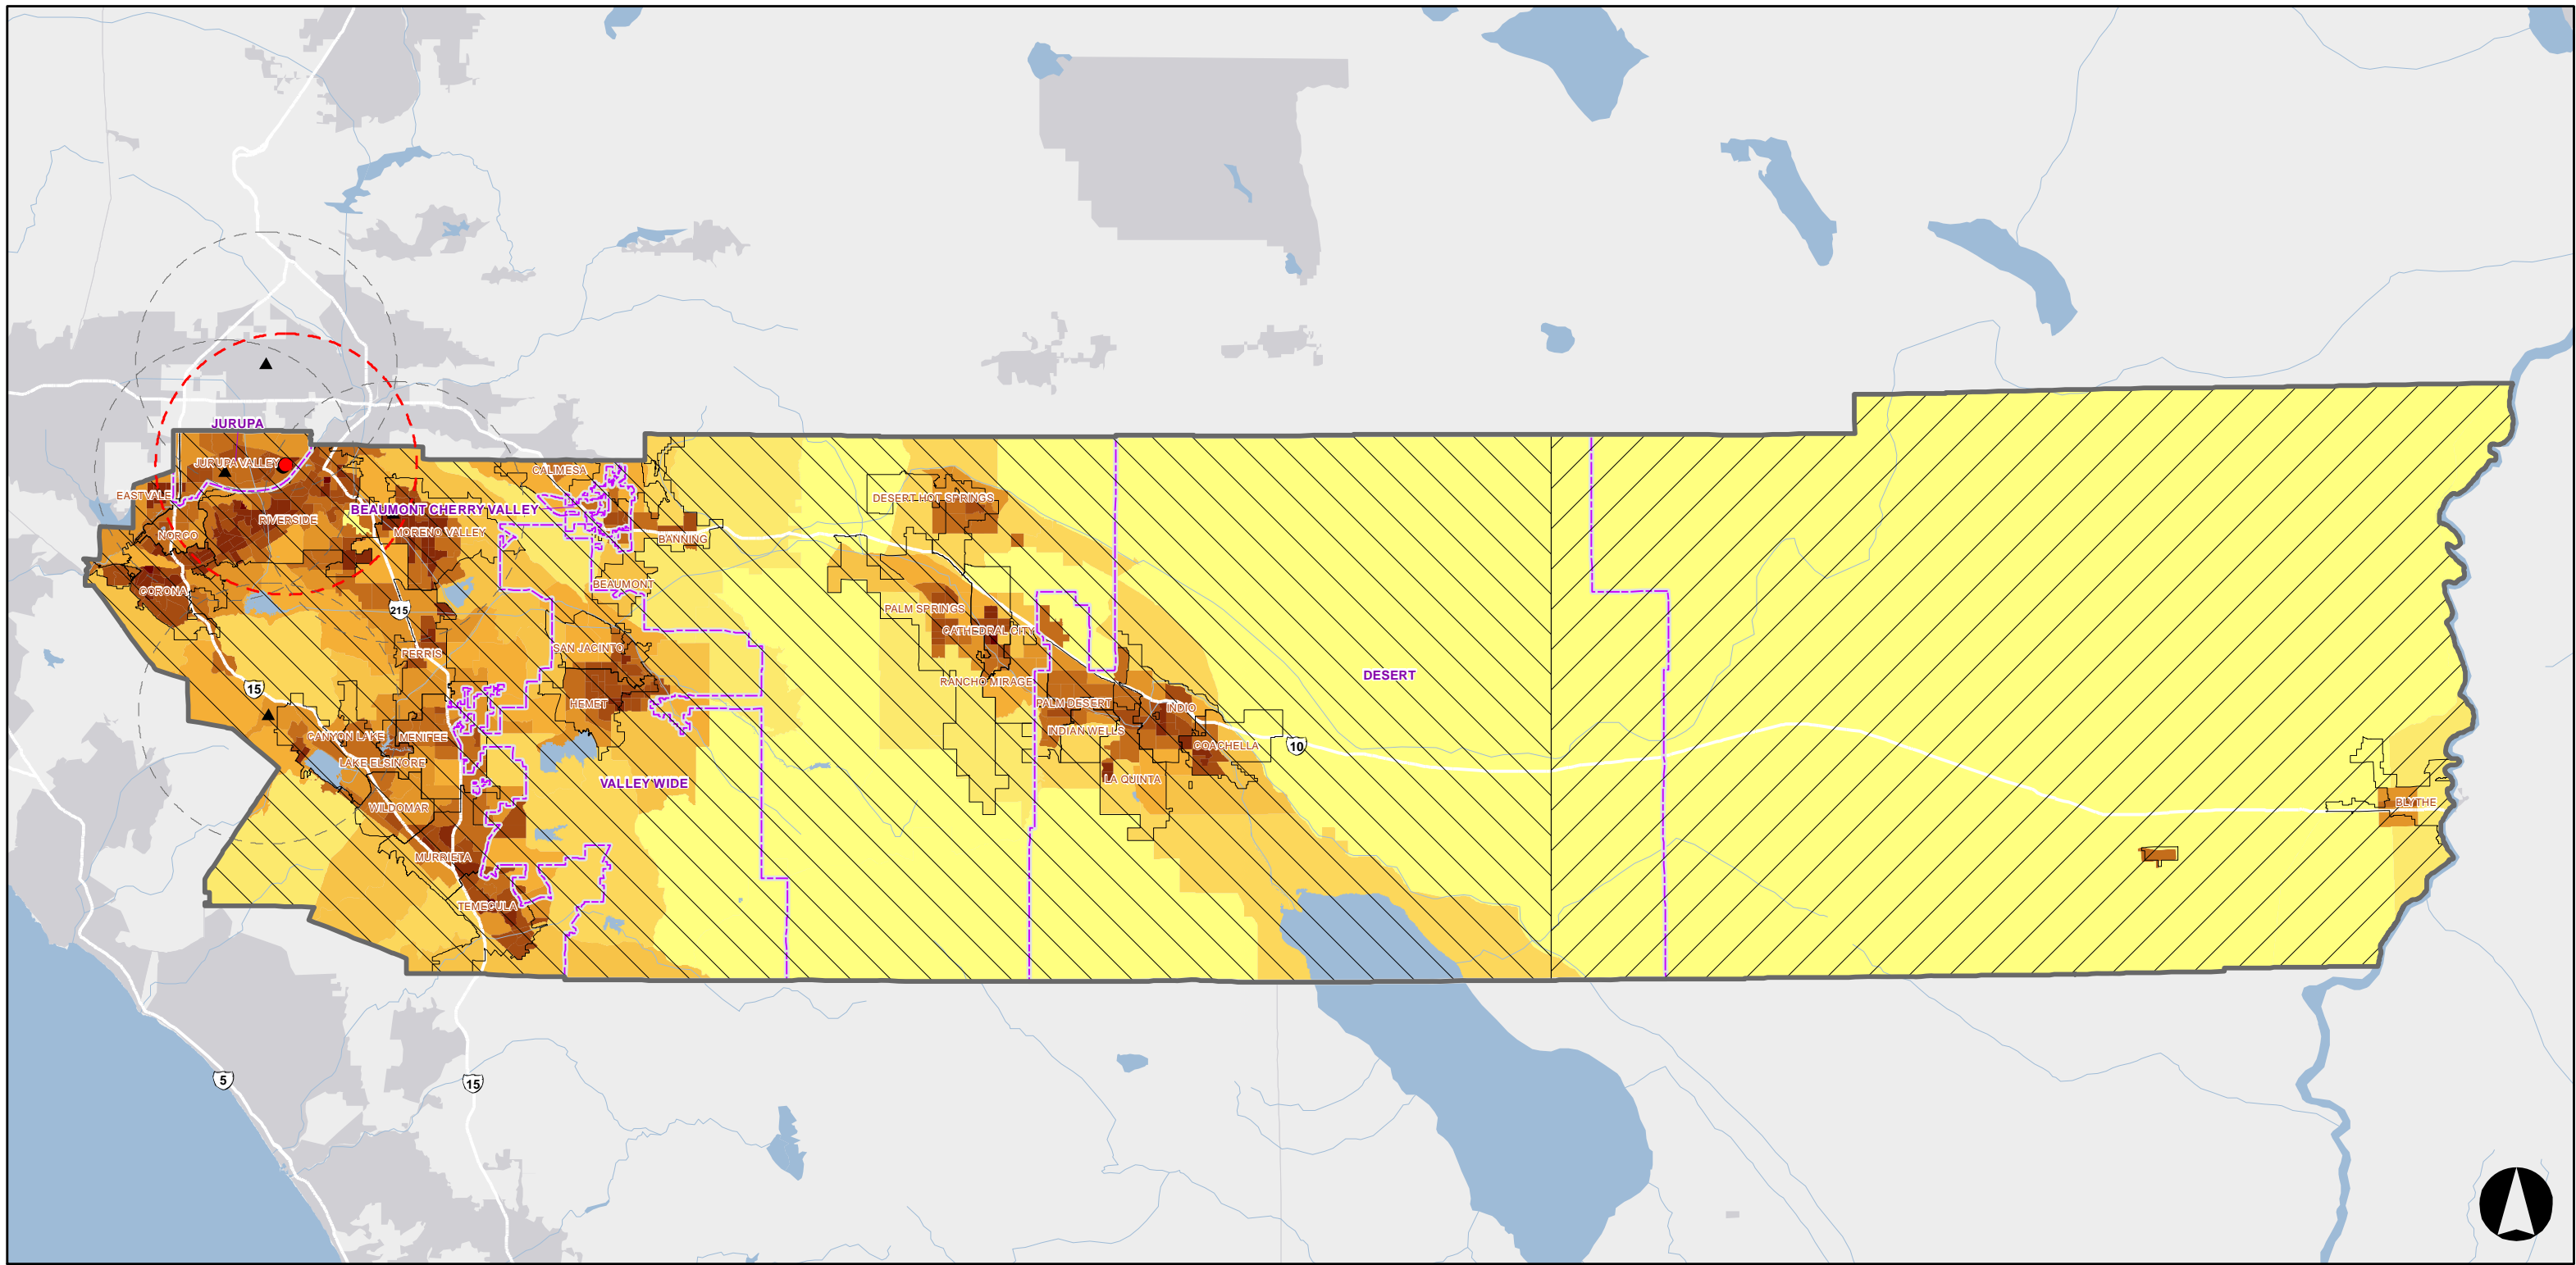 JURUPA
JURUPA VALLEY
CALMESA
EASTVALE
DESERT HOT SPRINGS
BEAUMONT CHERRY VALLEY
RIVERSIDE
NORCO
MORENO VALLEY
BANNING
BEAUMONT
CORONA
215
PALM SPRINGS
CATHEDRAL CITY
SAN JACINTO
PERRIS
DESERT
RANCHO MIRAGE
15
HEMET
PALM DESERT
INDIO
INDIAN WELLS
CANYON LAKE
MENIFEE
COACHELLA
10
LAKE ELSINORE
VALLEY WIDE
LA QUINTA
WILDOMAR
BLYTHE
MURRIETA
TEMECULA
5
15